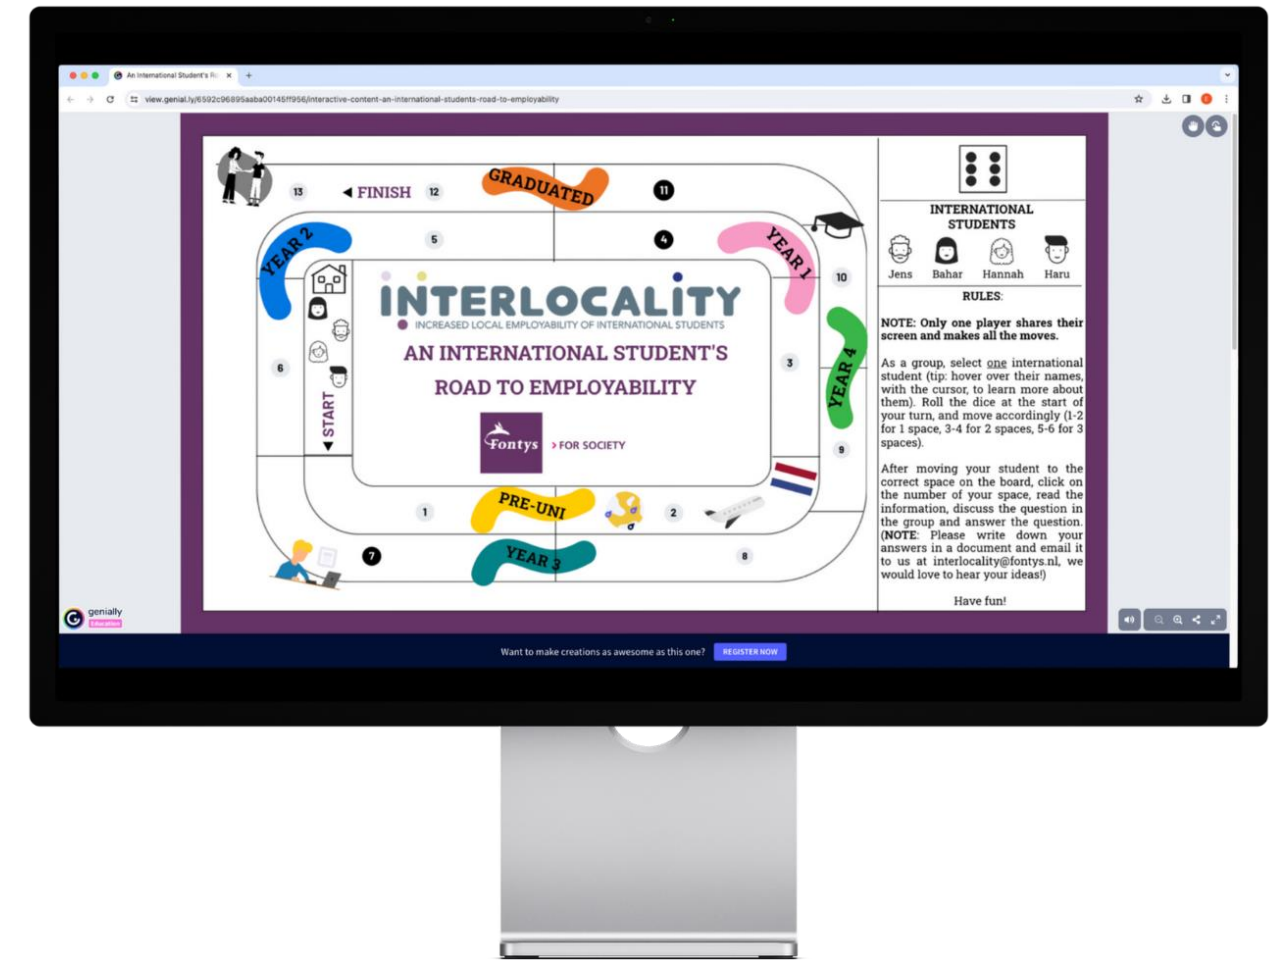 An International Student's Ro
view.genial.ly/6592c96895aaba00145ff956/interactive-content-an-international-students-road-to-employability
13
FINISH
12
GRADUATED
11
YEAR 2
5
4
YEAR 1
10
INTERLOCALITY
INCREASED LOCAL EMPLOYABILITY OF INTERNATIONAL STUDENTS
AN INTERNATIONAL STUDENT'S
ROAD TO EMPLOYABILITY
6
START
3
YEAR 4
Fontys
> FOR SOCIETY
9
1
PRE-UNI
2
7
YEAR 3
8
INTERNATIONAL
STUDENTS
Jens Bahar Hannah Haru
RULES:
NOTE: Only one player shares their
screen and makes all the moves.
As a group, select one international
student (tip: hover over their names,
with the cursor, to learn more about
them). Roll the dice at the start of
your turn, and move accordingly (1-2
for 1 space, 3-4 for 2 spaces, 5-6 for 3
spaces).
After moving your student to the
correct space on the board, click on
the number of your space, read the
information, discuss the question in
the group and answer the question.
(NOTE: Please write down your
answers in a document and email it
to us at interlocality@fontys.nl, we
would love to hear your ideas!)
Have fun!
genially
Education
Want to make creations as awesome as this one?
REGISTER NOW